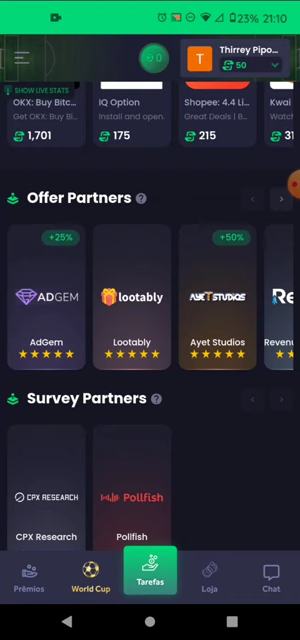 23% 21:10
0
T
Thirrey Pipo...
50
SHOW LIVE STATS
OKX: Buy Bitc...
Get OKX: Buy Bi...
1,701
IQ Option
Install and open.
175
Shopee: 4.4 Li...
Great Deals | B...
215
Kwai
Watch
31
Offer Partners ?
+25%
ADGEM
AdGem
lootably
Lootably
+50%
AYET STUDIOS
Ayet Studios
Re
Revenu
Survey Partners ?
CPX RESEARCH
CPX Research
Pollfish
Pollfish
Prêmios
World Cup
Tarefas
Loja
Chat